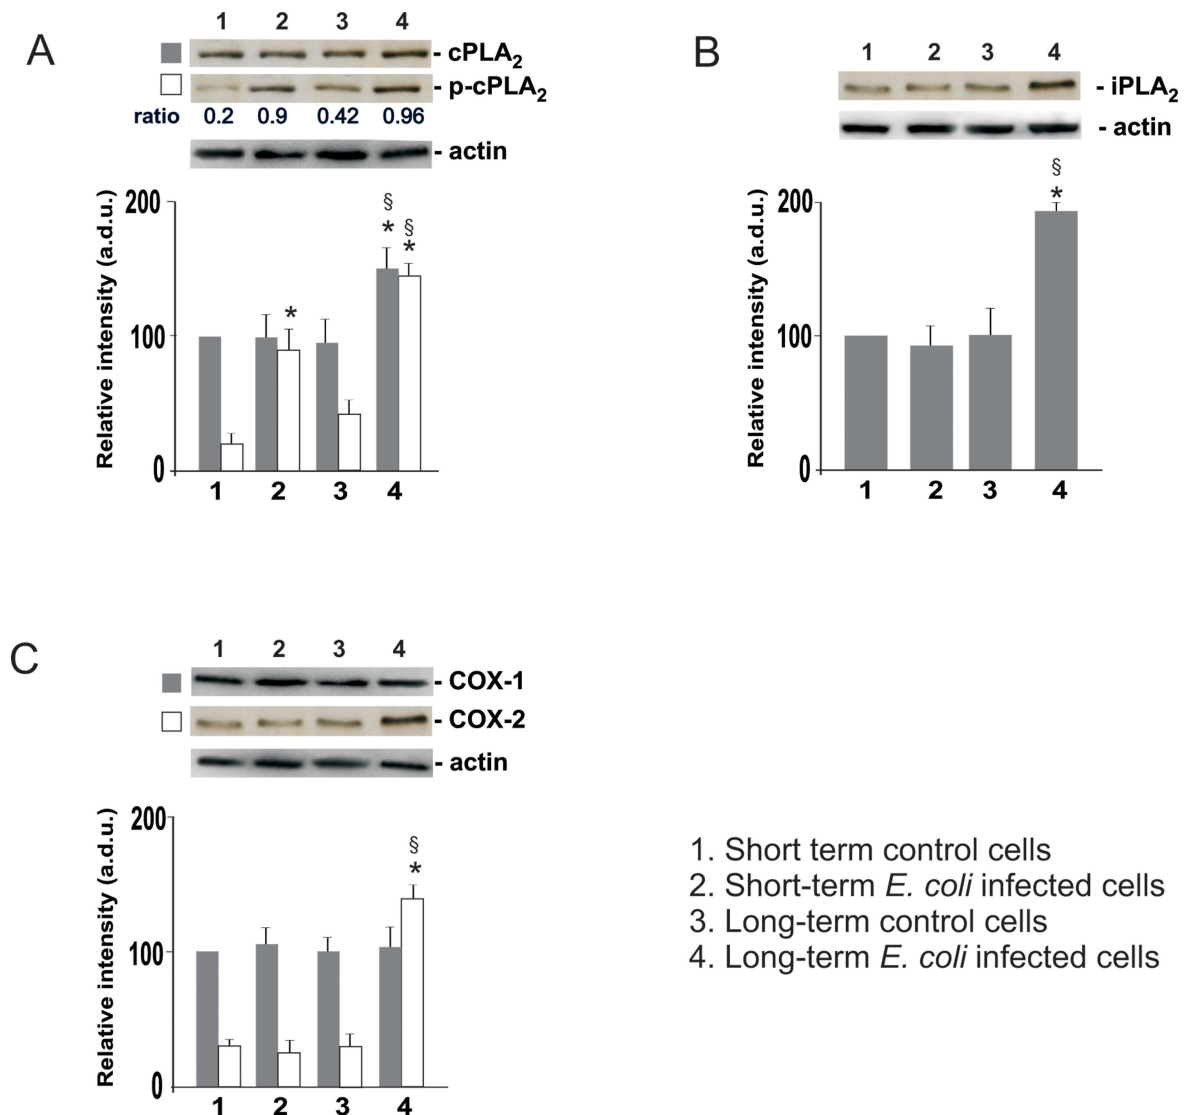 A
1 2 3 4
- cPLA2
- p-cPLA2
ratio 0.2 0.9 0.42 0.96
- actin
Relative intensity (a.d.u.)
200
100
0
§
*
§
*
*
1 2 3 4
B
1 2 3 4
- iPLA2
- actin
Relative intensity (a.d.u.)
200
100
0
§
*
1 2 3 4
C
1 2 3 4
- COX-1
- COX-2
- actin
Relative intensity (a.d.u.)
200
100
0
§
*
1 2 3 4
1. Short term control cells
2. Short-term E. coli infected cells
3. Long-term control cells
4. Long-term E. coli infected cells